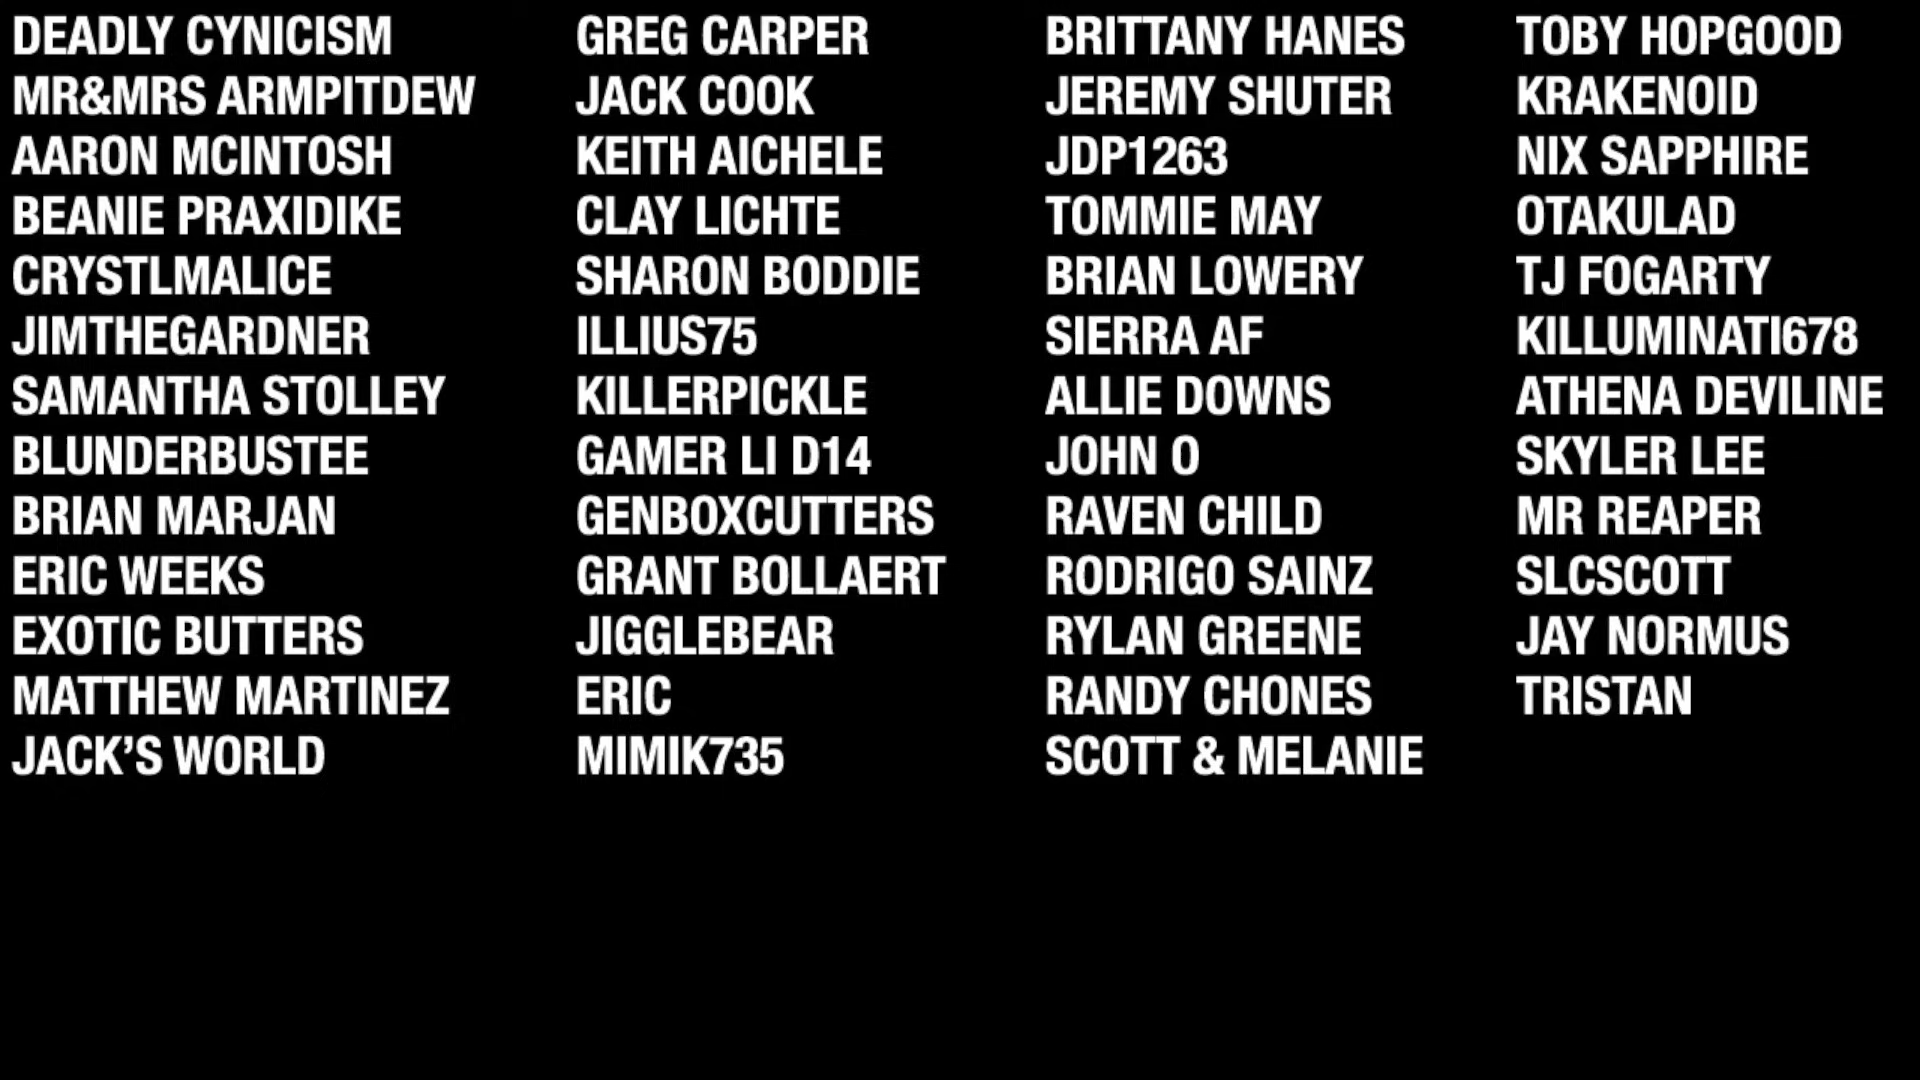 DEADLY CYNICISM
MR&MRS ARMPITDEW
AARON MCINTOSH
BEANIE PRAXIDIKE
CRYSTLMALICE
JIMTHEGARDNER
SAMANTHA STOLLEY
BLUNDERBUSTEE
BRIAN MARJAN
ERIC WEEKS
EXOTIC BUTTERS
MATTHEW MARTINEZ
JACK’S WORLD
GREG CARPER
JACK COOK
KEITH AICHELE
CLAY LICHTE
SHARON BODDIE
ILLIUS75
KILLERPICKLE
GAMER LI D14
GENBOXCUTTERS
GRANT BOLLAERT
JIGGLEBEAR
ERIC
MIMIK735
BRITTANY HANES
JEREMY SHUTER
JDP1263
TOMMIE MAY
BRIAN LOWERY
SIERRA AF
ALLIE DOWNS
JOHN O
RAVEN CHILD
RODRIGO SAINZ
RYLAN GREENE
RANDY CHONES
SCOTT & MELANIE
TOBY HOPGOOD
KRAKENOID
NIX SAPPHIRE
OTAKULAD
TJ FOGARTY
KILLUMINATI678
ATHENA DEVILINE
SKYLER LEE
MR REAPER
SLCSCOTT
JAY NORMUS
TRISTAN